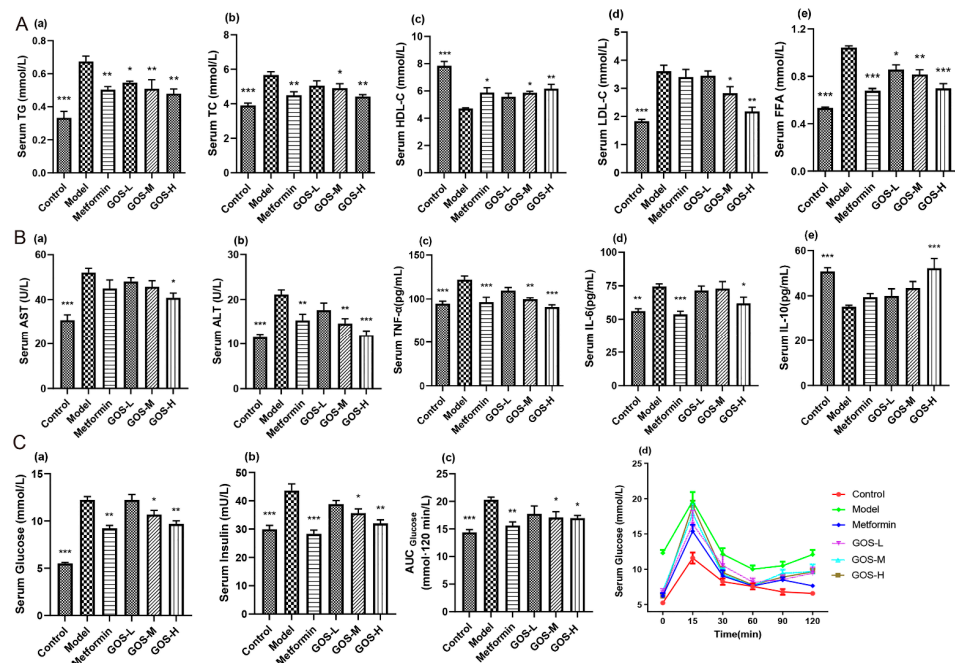 A
(a)
Serum TG (mmol/L)
0.8
0.6
0.4
0.2
0.0
***
**
*
**
**
Control
Model
Metformin
GOS-L
GOS-M
GOS-H
(b)
Serum TC (mmol/L)
8
6
4
2
0
***
**
*
**
Control
Model
Metformin
GOS-L
GOS-M
GOS-H
(c)
Serum HDL-C (mmol/L)
10
8
6
4
2
0
***
*
*
**
Control
Model
Metformin
GOS-L
GOS-M
GOS-H
(d)
Serum LDL-C (mmol/L)
5
4
3
2
1
0
***
*
**
Control
Model
Metformin
GOS-L
GOS-M
GOS-H
(e)
Serum FFA (mmol/L)
1.2
0.8
0.4
0.0
***
***
*
**
***
Control
Model
Metformin
GOS-L
GOS-M
GOS-H
B
(a)
Serum AST (U/L)
60
40
20
0
***
*
Control
Model
Metformin
GOS-L
GOS-M
GOS-H
(b)
Serum ALT (U/L)
30
20
10
0
***
**
**
***
Control
Model
Metformin
GOS-L
GOS-M
GOS-H
(c)
Serum TNF-α(pg/mL)
150
100
50
0
***
***
**
***
Control
Model
Metformin
GOS-L
GOS-M
GOS-H
(d)
Serum IL-6(pg/mL)
100
75
50
25
0
**
***
*
Control
Model
Metformin
GOS-L
GOS-M
GOS-H
(e)
Serum IL-10(pg/mL)
60
40
20
0
***
***
Control
Model
Metformin
GOS-L
GOS-M
GOS-H
C
(a)
Serum Glucose (mmol/L)
15
10
5
0
***
**
*
**
Control
Model
Metformin
GOS-L
GOS-M
GOS-H
(b)
Serum Insulin (mU/L)
50
40
30
20
10
0
***
***
*
**
Control
Model
Metformin
GOS-L
GOS-M
GOS-H
(c)
AUC Glucose
(mmol·120 min/L)
25
20
15
10
5
0
***
**
*
*
Control
Model
Metformin
GOS-L
GOS-M
GOS-H
(d)
Serum Glucose (mmol/L)
25
20
15
10
5
0
15
30
60
90
120
Time(min)
Control
Model
Metformin
GOS-L
GOS-M
GOS-H